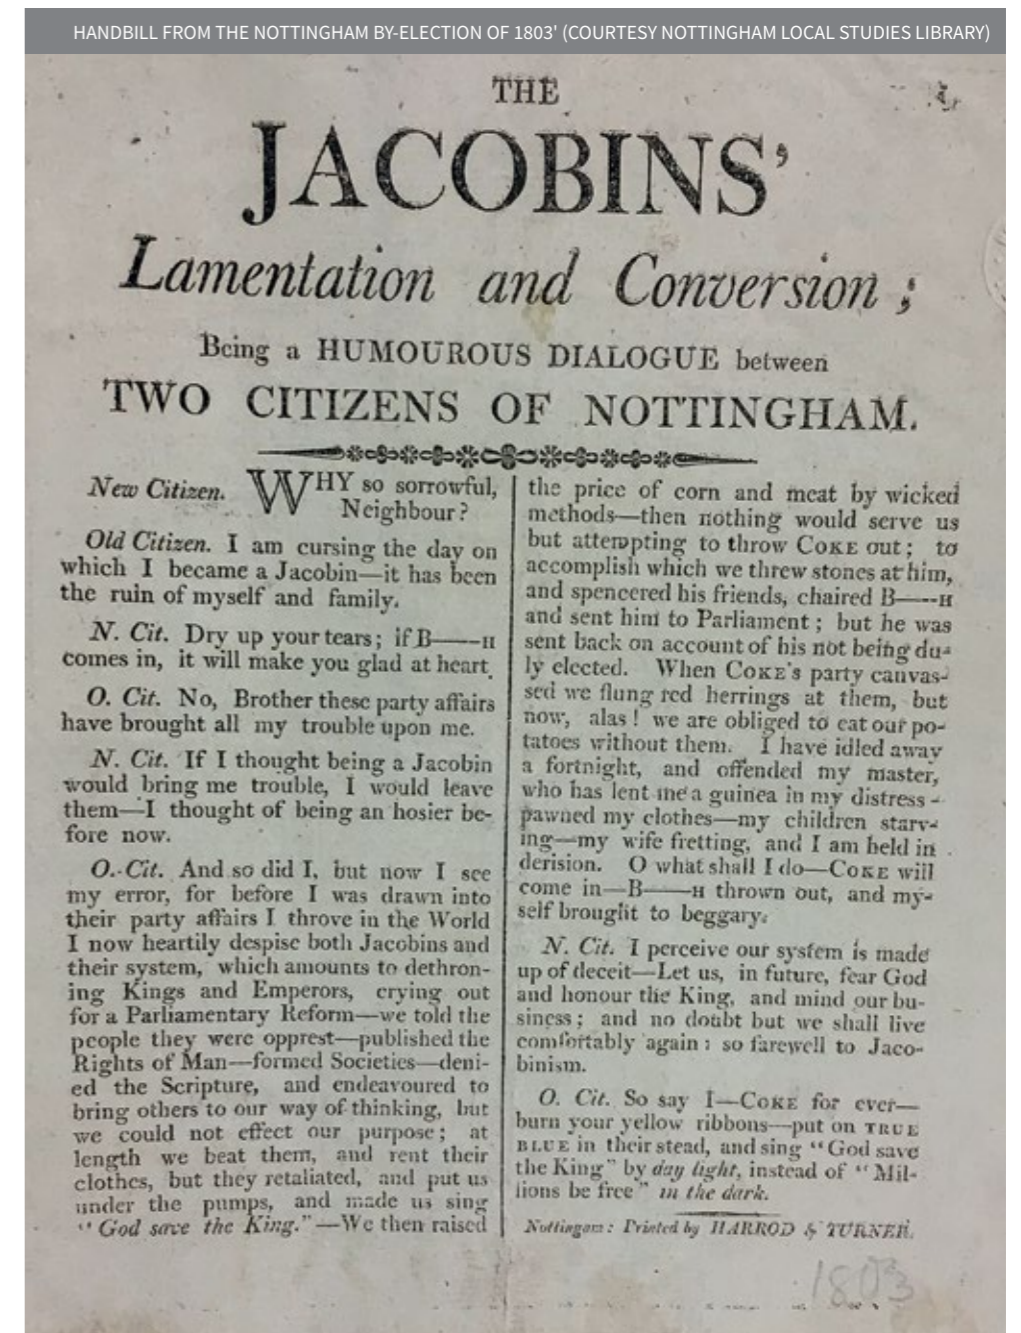 HANDBILL FROM THE NOTTINGHAM BY-ELECTION OF 1803' (COURTESY NOTTINGHAM LOCAL STUDIES LIBRARY)
THE
JACOBINS'
Lamentation and Conversion;
Being a HUMOUROUS DIALOGUE between
TWO CITIZENS OF NOTTINGHAM.
New Citizen. WHY so sorrowful,
Neighbour?
Old Citizen. I am cursing the day on
which I became a Jacobin—it has been
the ruin of myself and family.
N. Cit. Dry up your tears; if B——H
comes in, it will make you glad at heart.
O. Cit. No, Brother these party affairs
have brought all my trouble upon me.
N. Cit. If I thought being a Jacobin
would bring me trouble, I would leave
them—I thought of being an hosier be-
fore now.
O. Cit. And so did I, but now I see
my error, for before I was drawn into
their party affairs I throve in the World
I now heartily despise both Jacobins and
their system, which amounts to dethron-
ing Kings and Emperors, crying out
for a Parliamentary Reform—we told the
people they were opprest—published the
Rights of Man—formed Societies—deni-
ed the Scripture, and endeavoured to
bring others to our way of thinking, but
we could not effect our purpose; at
length we beat them, and rent their
clothes, but they retaliated, and put us
under the pumps, and made us sing
"God save the King."—We then raised
the price of corn and meat by wicked
methods—then nothing would serve us
but attempting to throw COKE out; to
accomplish which we threw stones at him,
and spencered his friends, chaired B——H
and sent him to Parliament; but he was
sent back on account of his not being du-
ly elected. When COKE's party canvas-
sed we flung red herrings at them, but
now, alas! we are obliged to eat our po-
tatoes without them. I have idled away
a fortnight, and offended my master,
who has lent me a guinea in my distress-
pawned my clothes—my children starv-
ing—my wife fretting, and I am held in
derision. O what shall I do—COKE will
come in—B——H thrown out, and my-
self brought to beggary.
N. Cit. I perceive our system is made
up of deceit—Let us, in future, fear God
and honour the King, and mind our bu-
siness; and no doubt but we shall live
comfortably again: so farewell to Jaco-
binism.
O. Cit. So say I—COKE for ever—
burn your yellow ribbons—put on TRUE
BLUE in their stead, and sing "God save
the King" by day light, instead of "Mil-
lions be free" in the dark.
Nottingam: Printed by HARROD & TURNER.
1803